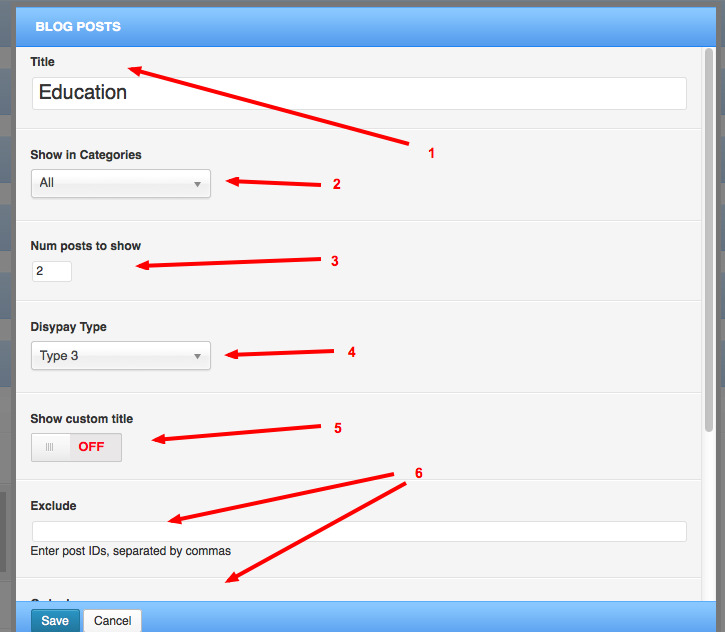 BLOG POSTS
Title
Education
1
Show in Categories
All
2
Num posts to show
2
3
Disypay Type
Type 3
4
Show custom title
OFF
5
6
Exclude
Enter post IDs, separated by commas
Save
Cancel